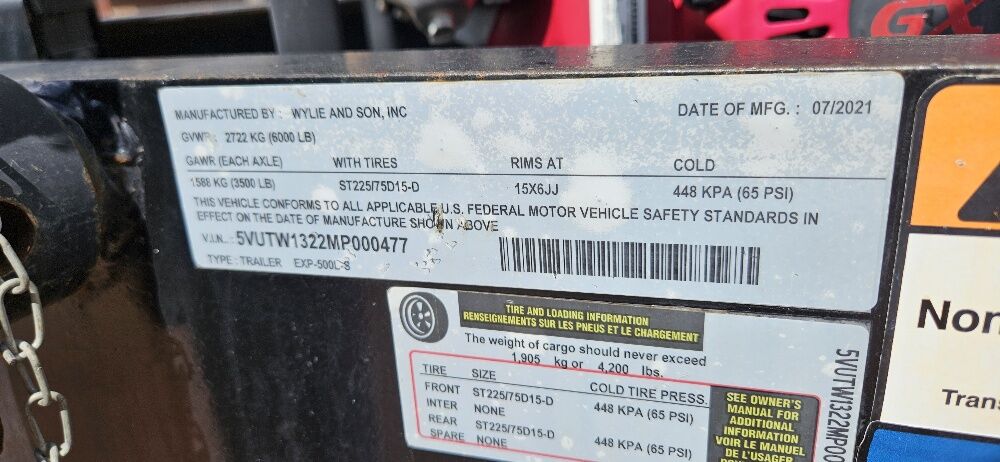 GX
MANUFACTURED BY : WYLIE AND SON, INC DATE OF MFG. : 07/2021
GVWR : 2722 KG (6000 LB)
GAWR (EACH AXLE) WITH TIRES RIMS AT COLD
1588 KG (3500 LB) ST225/75D15-D 15X6JJ 448 KPA (65 PSI)
THIS VEHICLE CONFORMS TO ALL APPLICABLE U.S. FEDERAL MOTOR VEHICLE SAFETY STANDARDS IN
EFFECT ON THE DATE OF MANUFACTURE SHOWN ABOVE
V.I.N.: 5VUTW1322MP000477
TYPE : TRAILER EXP-500L-S
TIRE AND LOADING INFORMATION
RENSEIGNEMENTS SUR LES PNEUS ET LE CHARGEMENT
The weight of cargo should never exceed
1,905 kg or 4,200 lbs.
TIRE SIZE COLD TIRE PRESS.
FRONT ST225/75D15-D 448 KPA (65 PSI)
INTER NONE
REAR ST225/75D15-D 448 KPA (65 PSI)
SPARE NONE
SEE OWNER'S
MANUAL FOR
ADDITIONAL
INFORMATION
VOIR LE MANUEL
DE L'USAGER
5VUTW1322MP00
Non
Trans